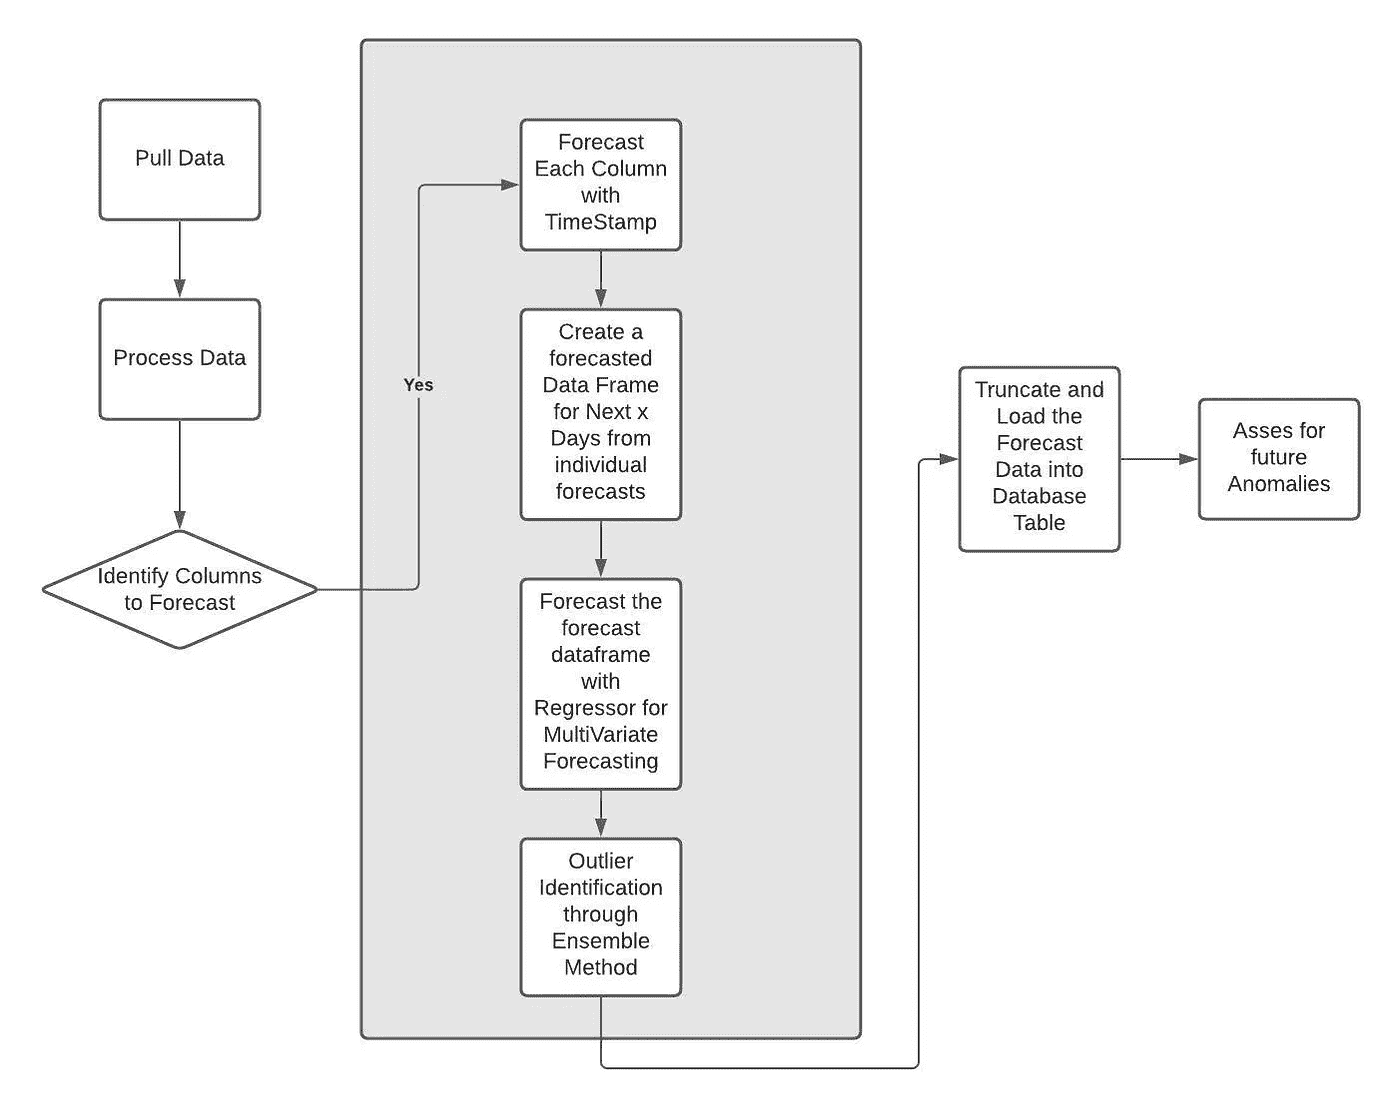 Pull Data
Process Data
Identify Columns
to Forecast
Yes
Forecast
Each Column
with
TimeStamp
Create a
forecasted
Data Frame
for Next x
Days from
individual
forecasts
Forecast the
forecast
dataframe
with
Regressor for
MultiVariate
Forecasting
Outlier
Identification
through
Ensemble
Method
Truncate and
Load the
Forecast
Data into
Database
Table
Asses for
future
Anomalies